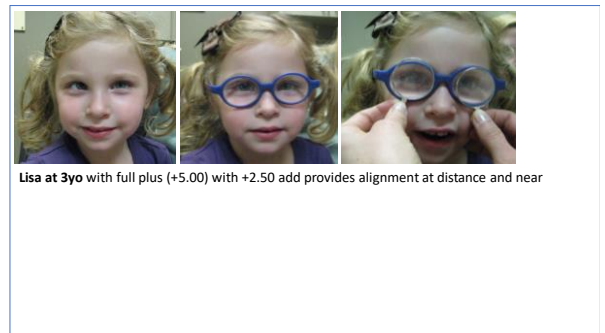 Lisa at 3yo with full plus (+5.00) with +2.50 add provides alignment at distance and near